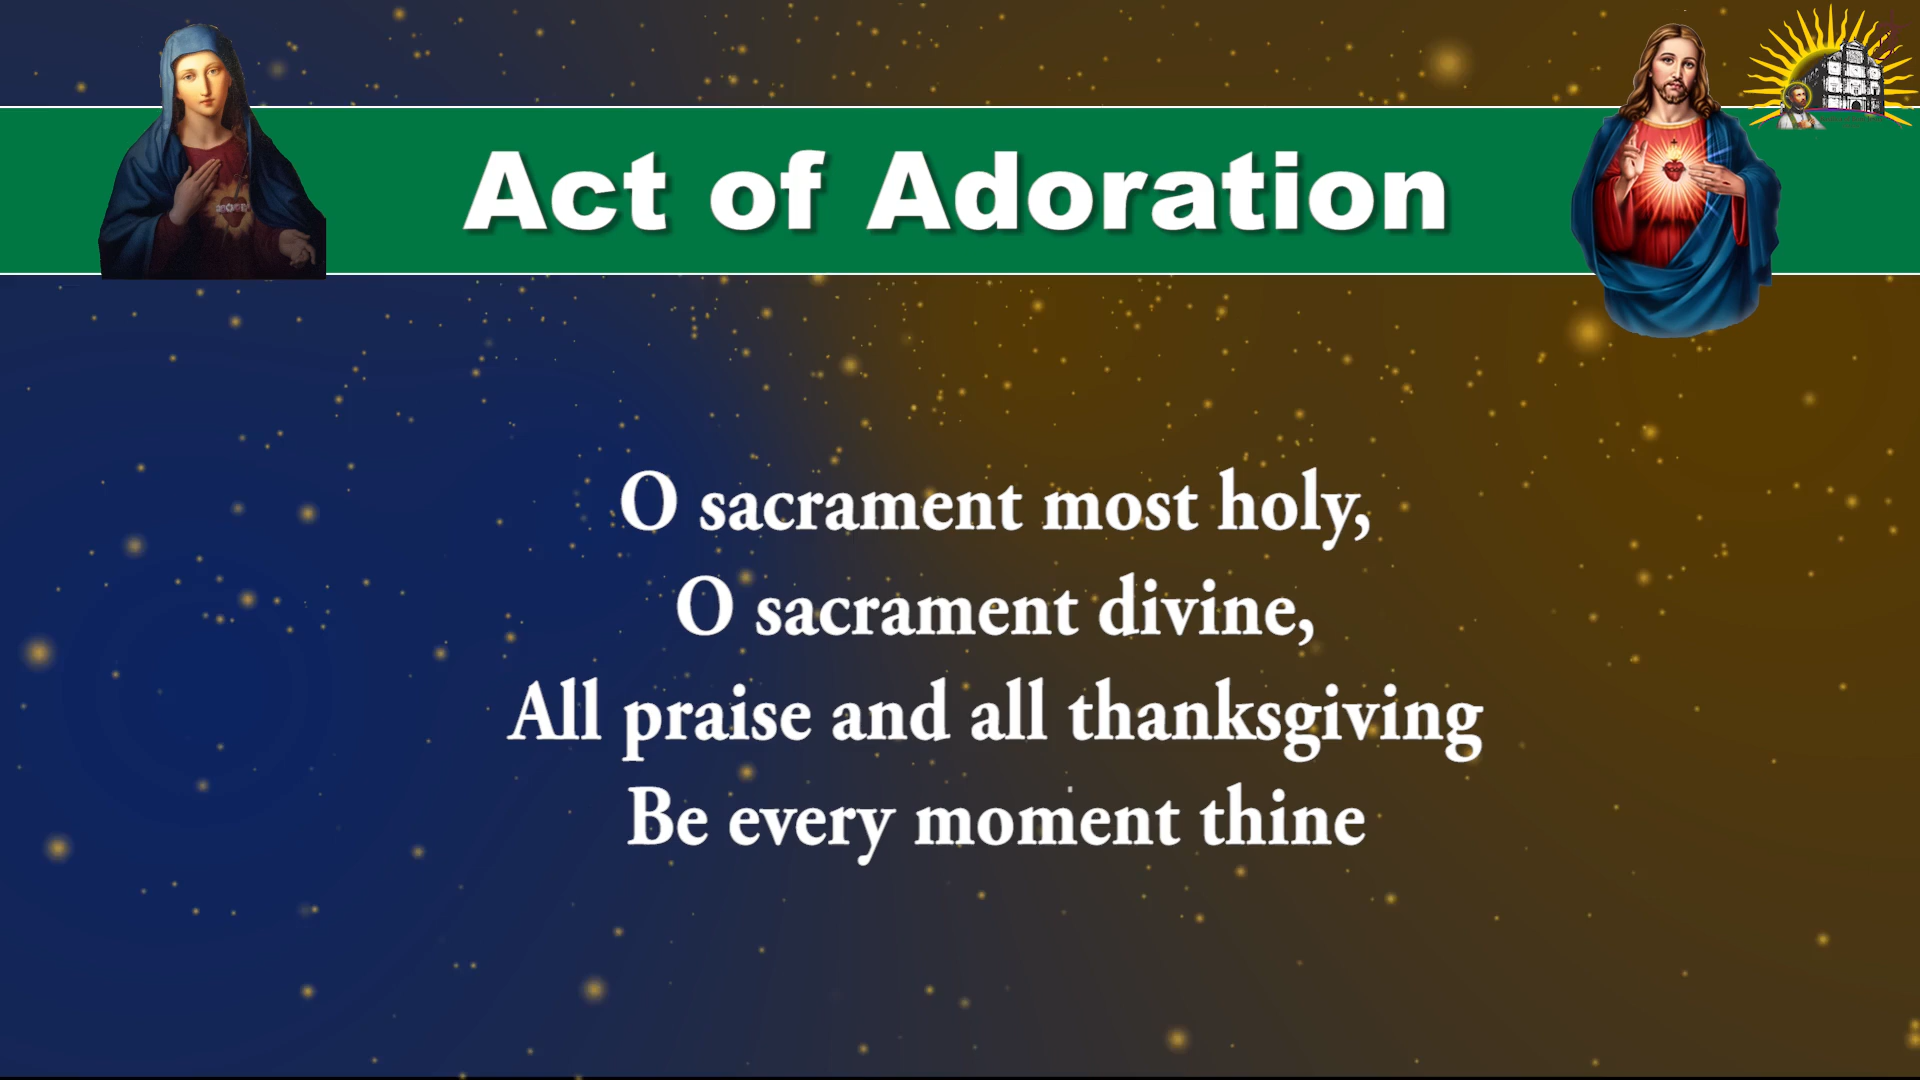 Act of Adoration
O sacrament most holy,
O sacrament divine,
All praise and all thanksgiving
Be every moment thine